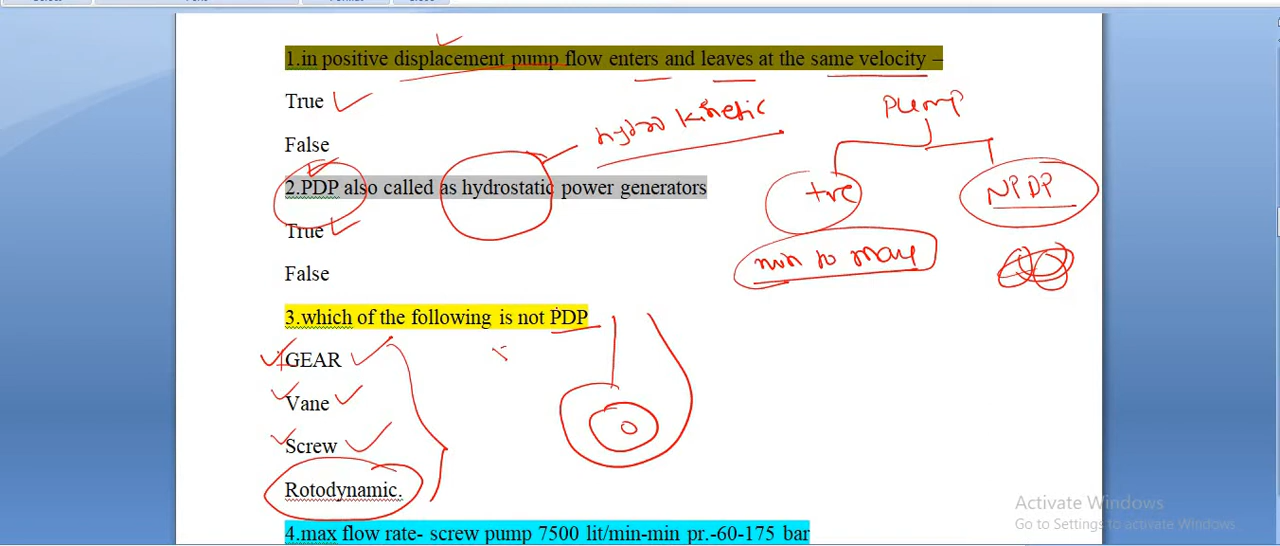 1.in positive displacement pump flow enters and leaves at the same velocity –
True
False
2.PDP also called as hydrostatic power generators
True
False
3.which of the following is not PDP
GEAR
Vane
Screw
Rotodynamic.
4.max flow rate- screw pump 7500 lit/min-min pr.-60-175 bar
hydro kinetic
Pump
+ve
NPDP
min to
Activate Windows
Go to Settings to activate Windows.